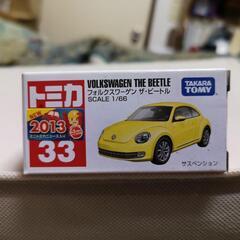 トミカ
2013
33
VOLKSWAGEN THE BEETLE
フォルクスワーゲン ザ・ビートル
SCALE 1/66
TAKARA
TOMY
サスペンション